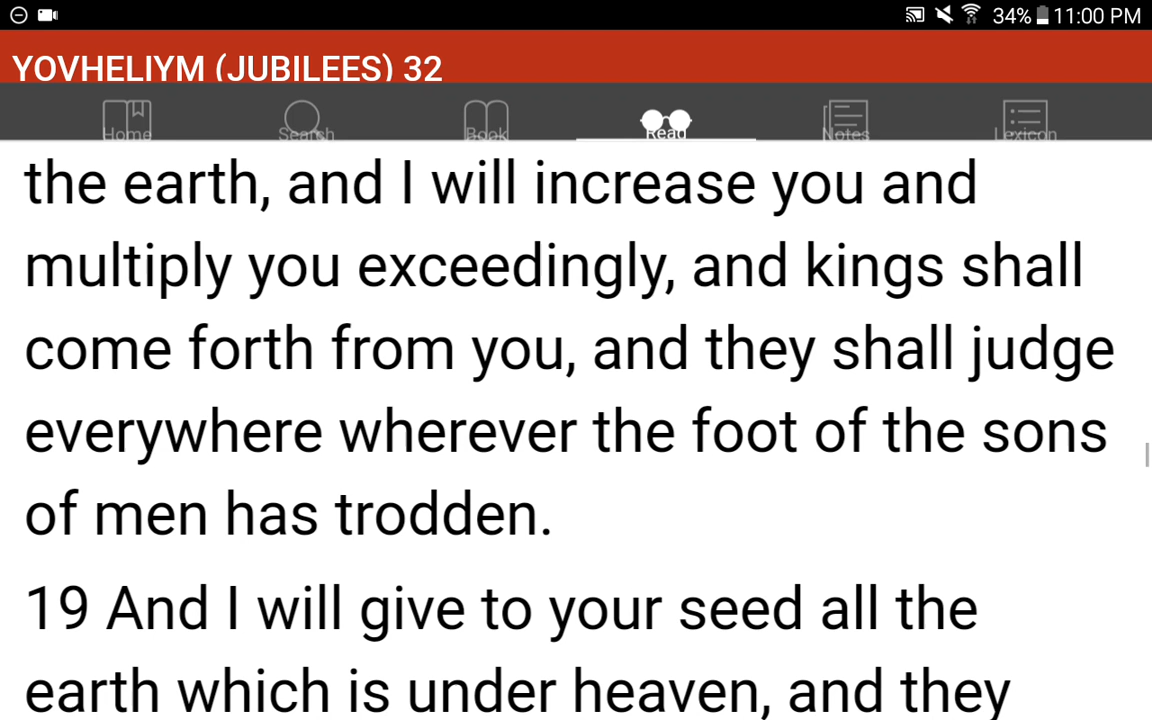 34% 11:00 PM
YOVHELIYM (JUBILEES) 32
Home Search Book Read Notes Lexicon
the earth, and I will increase you and
multiply you exceedingly, and kings shall
come forth from you, and they shall judge
everywhere wherever the foot of the sons
of men has trodden.
19 And I will give to your seed all the
earth which is under heaven, and they